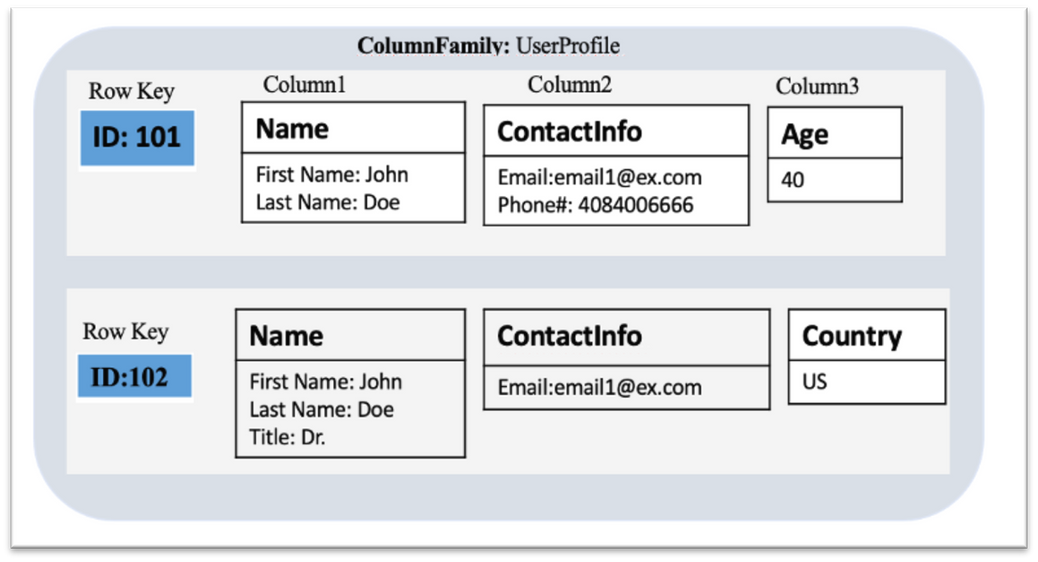 ColumnFamily: UserProfile
Row Key
Column1
Column2
Column3
ID: 101
Name
First Name: John
Last Name: Doe
ContactInfo
Email:email1@ex.com
Phone#: 4084006666
Age
40
Row Key
ID:102
Name
First Name: John
Last Name: Doe
Title: Dr.
ContactInfo
Email:email1@ex.com
Country
US